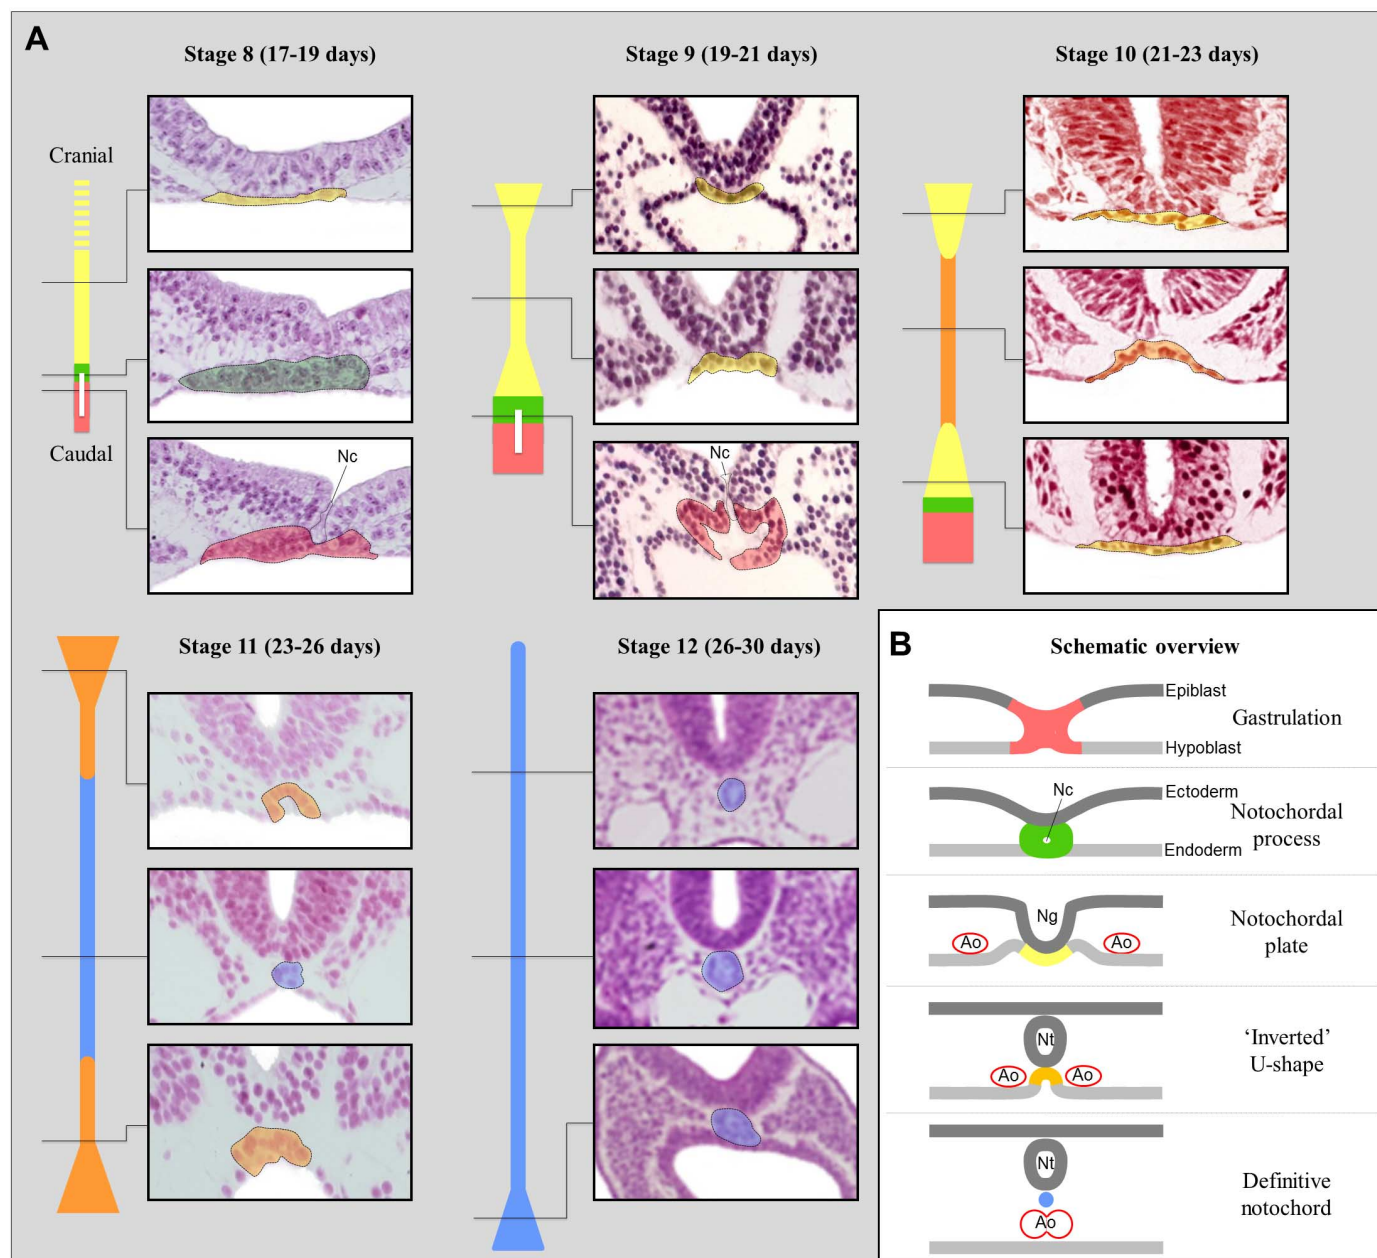 A
Stage 8 (17-19 days)
Stage 9 (19-21 days)
Stage 10 (21-23 days)
Cranial
Caudal
Nc
Nc
Stage 11 (23-26 days)
Stage 12 (26-30 days)
B
Schematic overview
Epiblast
Gastrulation
Hypoblast
Nc
Ectoderm
Notochordal
process
Endoderm
Ng
Ao
Ao
Notochordal
plate
Nt
Ao
Ao
‘Inverted’
U-shape
Nt
Ao
Definitive
notochord